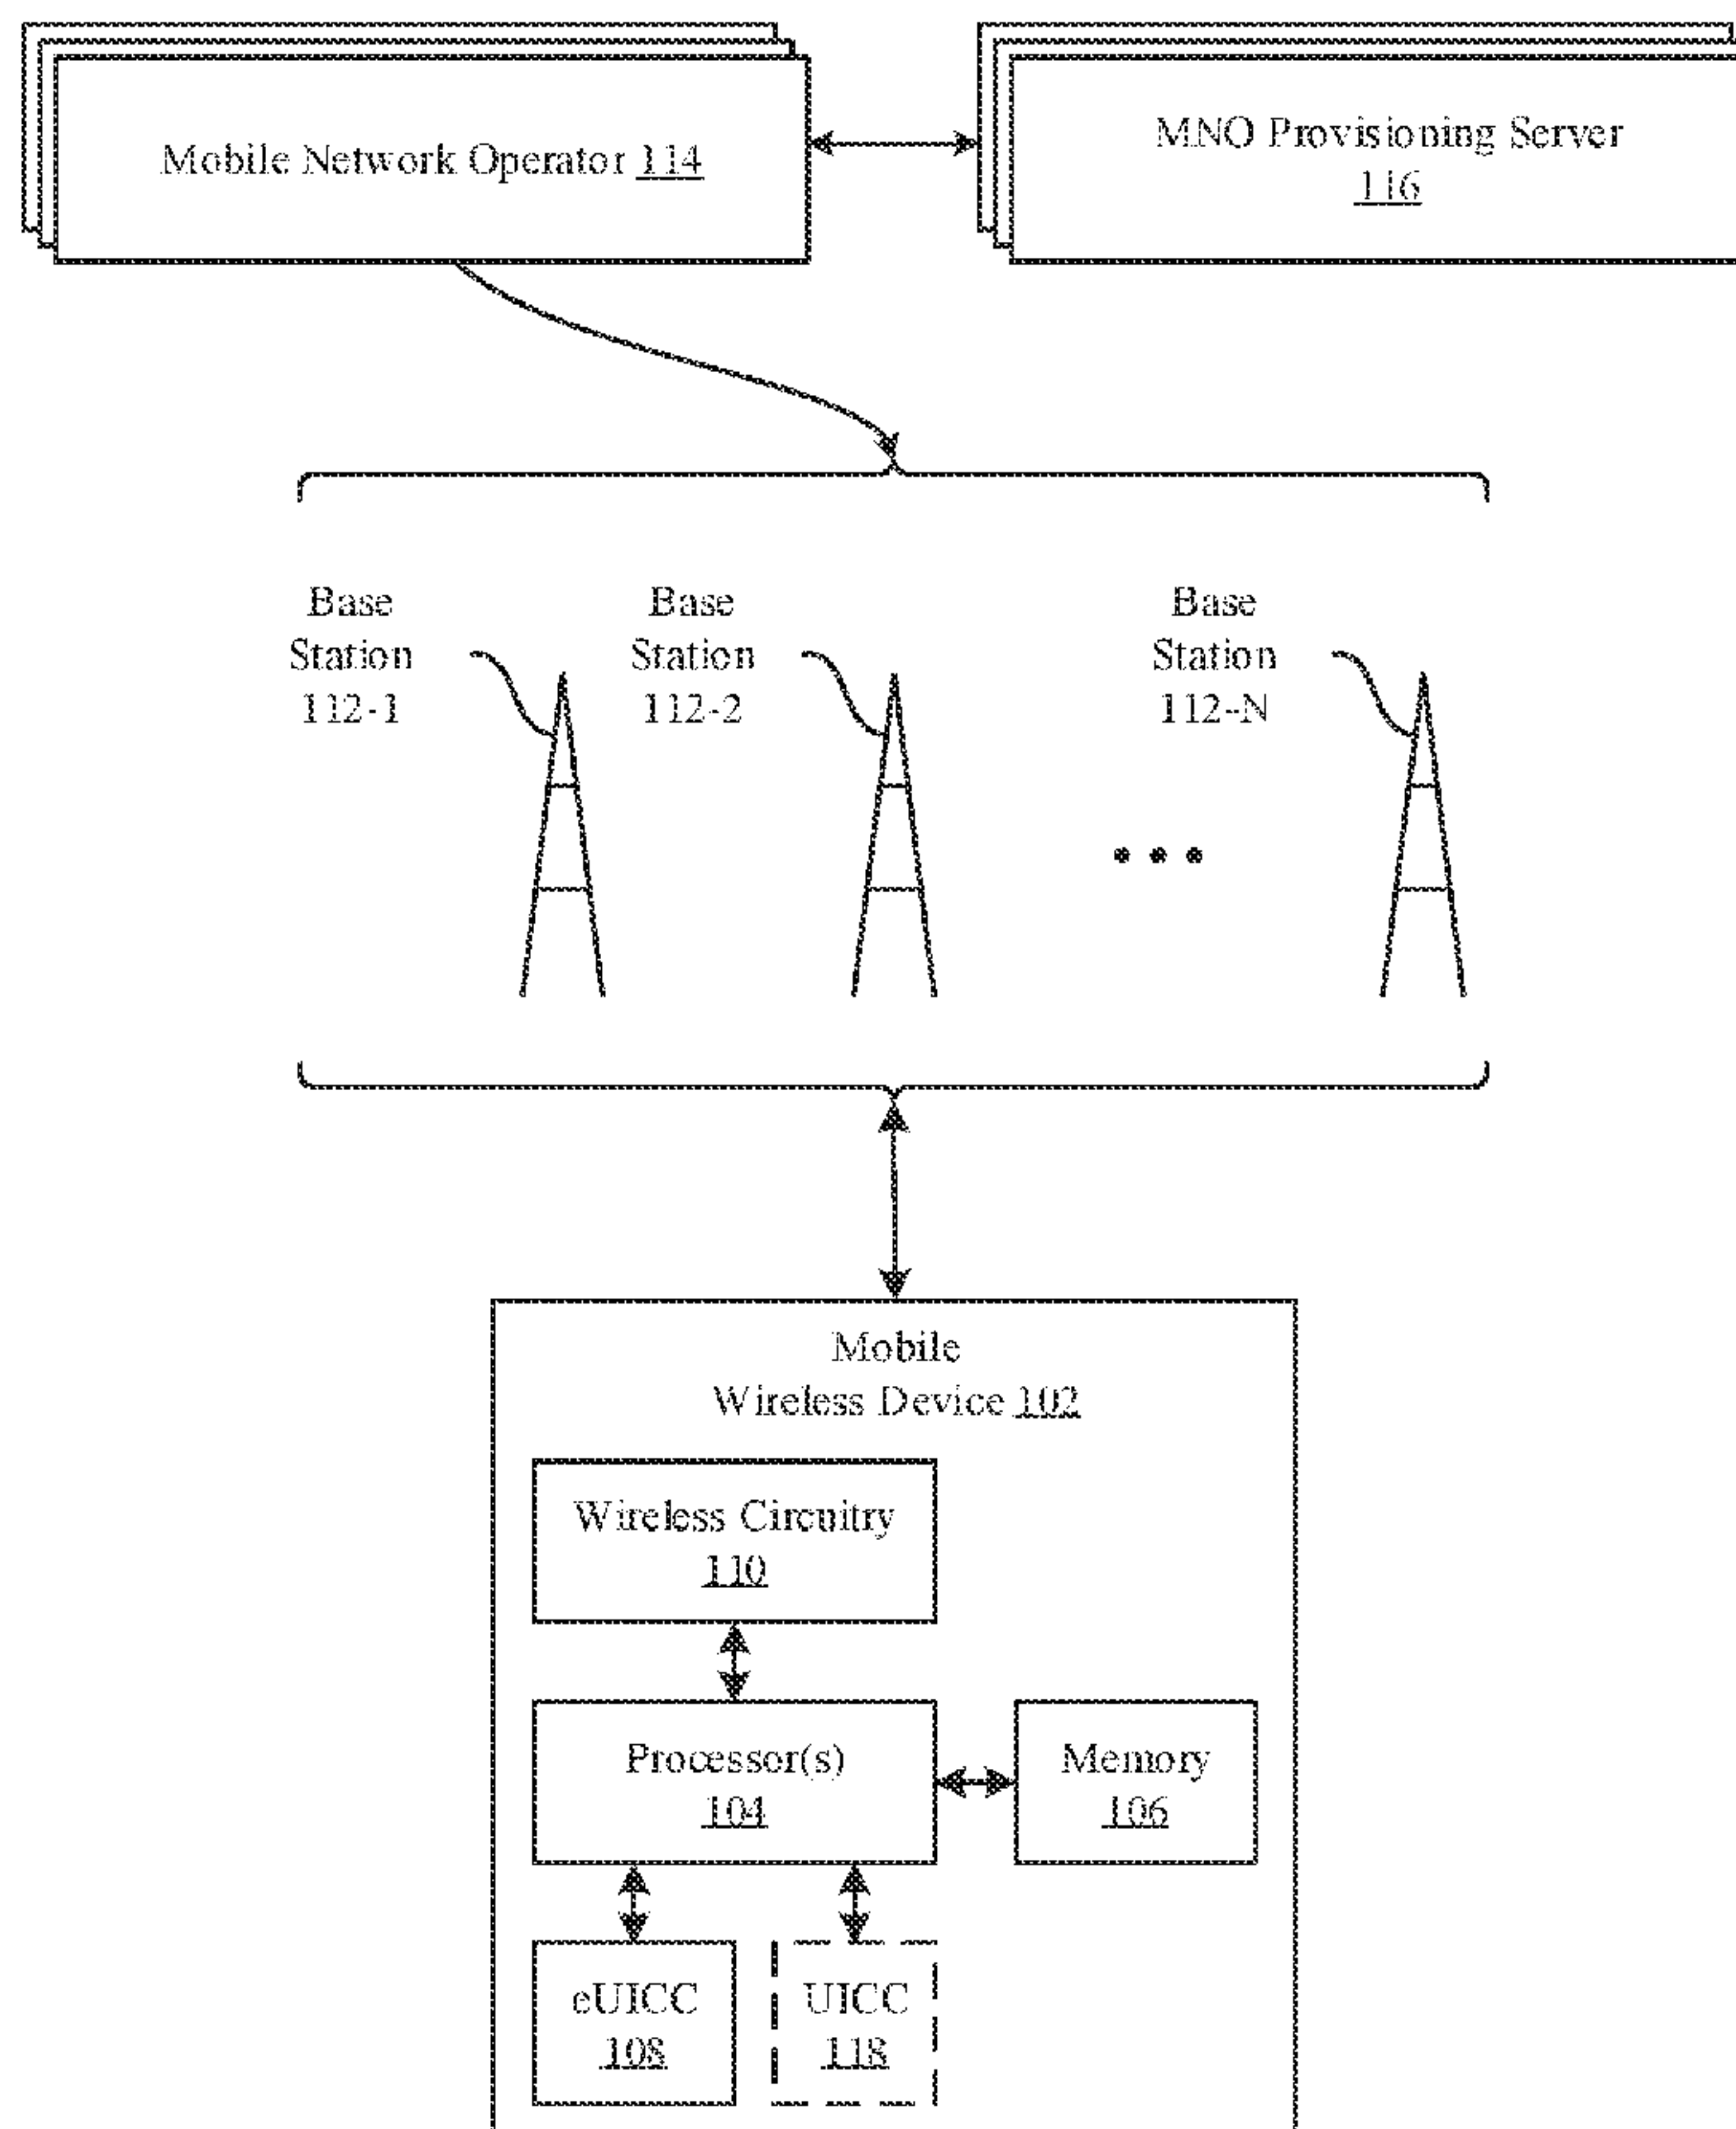 Mobile Network Operator 114
MNO Provisioning Server
116
Base
Station
112-1
Base
Station
112-2
Base
Station
112-N
Mobile
Wireless Device 102
Wireless Circuitry
110
Processor(s)
104
Memory
106
eUICC
108
UICC
118